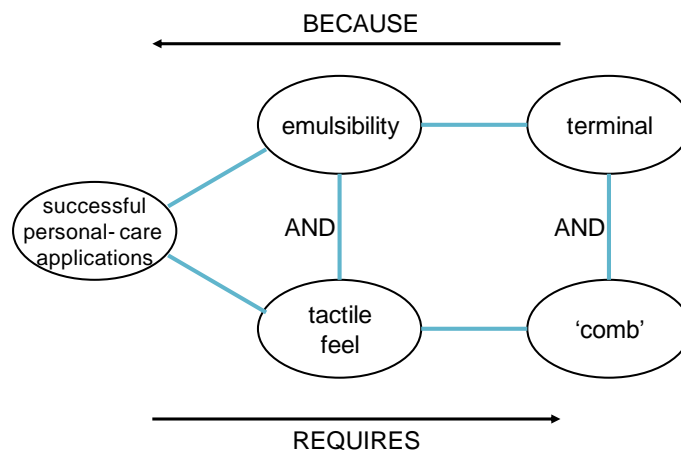 BECAUSE
emulsibility
terminal
successful
personal- care
applications
AND
AND
tactile
feel
‘comb’
REQUIRES